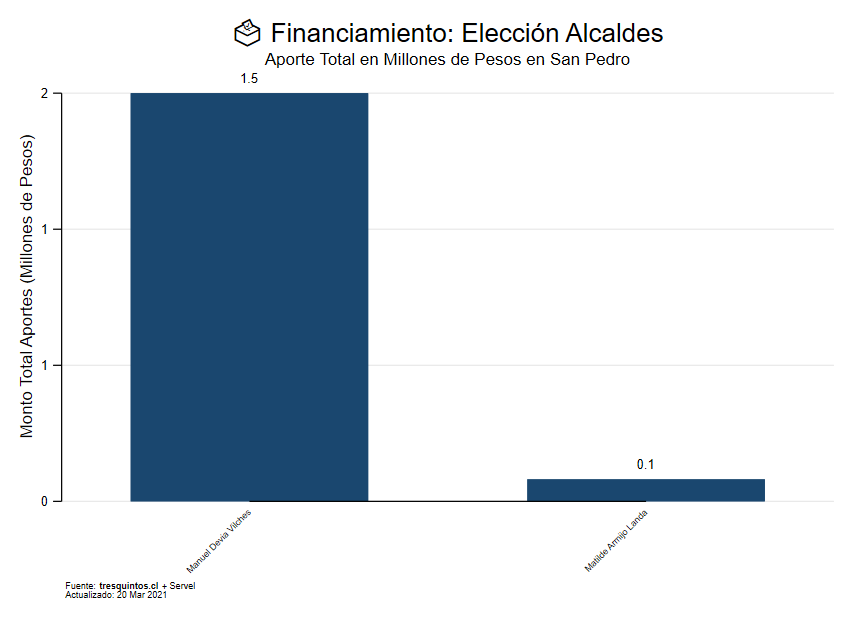 Financiamiento: Elección Alcaldes
Aporte Total en Millones de Pesos en San Pedro
1.5
2
1
1
0
Monto Total Aportes (Millones de Pesos)
0.1
Manuel Devia Vilches
Matilde Armijo Landa
Fuente: tresquintos.cl + Servel
Actualizado: 20 Mar 2021